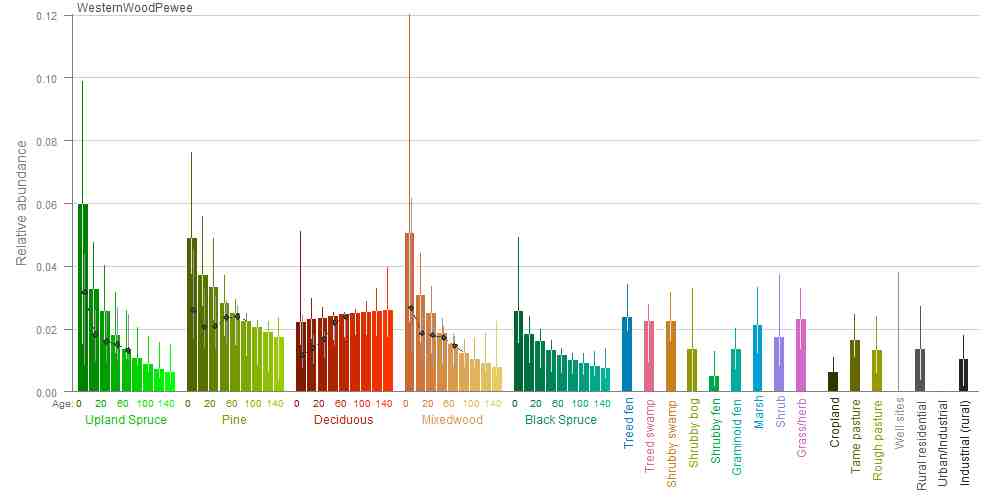 WesternWoodPewee
0.12
0.10
0.08
0.06
0.04
0.02
0.00
Relative abundance
Age: 0 20 60 100 140 0 20 60 100 140 0 20 60 100 140 0 20 60 100 140 0 20 60 100 140
Upland Spruce Pine Deciduous Mixedwood Black Spruce
Treed fen
Treed swamp
Shrubby swamp
Shrubby bog
Shrubby fen
Graminoid fen
Marsh
Shrub
Grass/herb
Cropland
Tame pasture
Rough pasture
Well sites
Rural residential
Urban/Industrial
Industrial (rural)